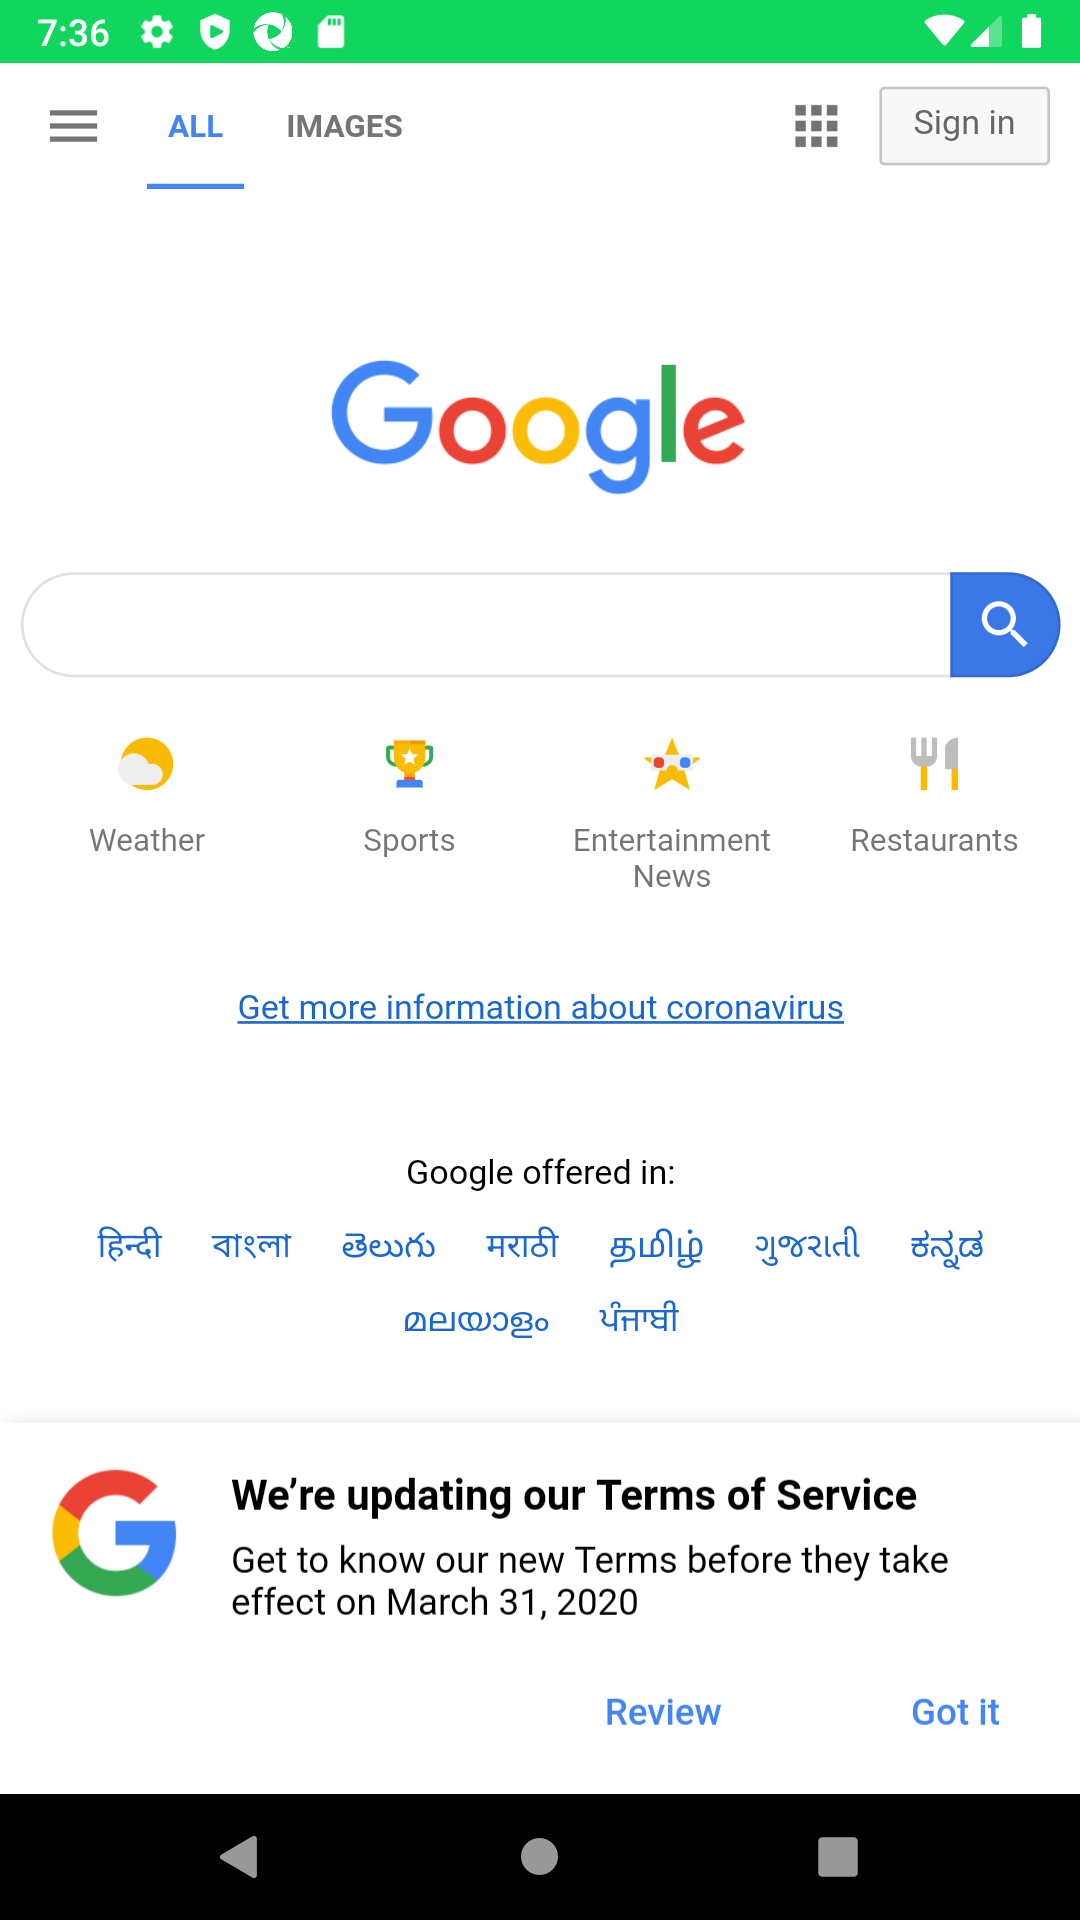 7:36
ALL IMAGES Sign in
Google
Weather Sports Entertainment Restaurants
News
Get more information about coronavirus
Google offered in:
हिन्दी বাংলা తెలుగు मराठी தமிழ் ગુજરાતી ಕನ್ನಡ
മലയാളം ਪੰਜਾਬੀ
We’re updating our Terms of Service
Get to know our new Terms before they take
effect on March 31, 2020
Review Got it